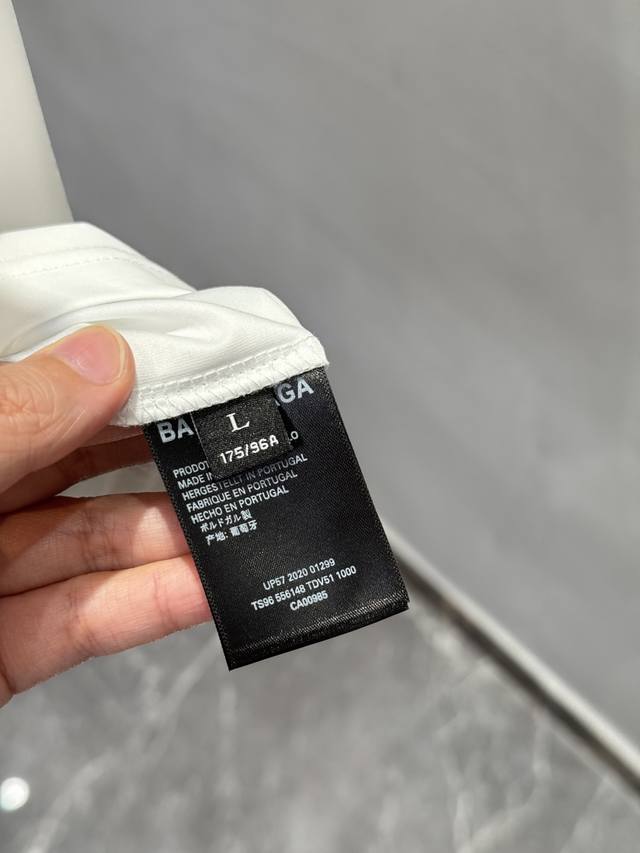 BA GA
L
175/96A
PRODOT LO
MADE IN
HERGESTELLT IN PORTUGAL
FABRIQUE EN PORTUGAL
HECHO EN PORTUGAL
ポルトガル製
产地: 葡萄牙
UP57 2020 01299
TS96 556148 TDV51 1000
CA00985